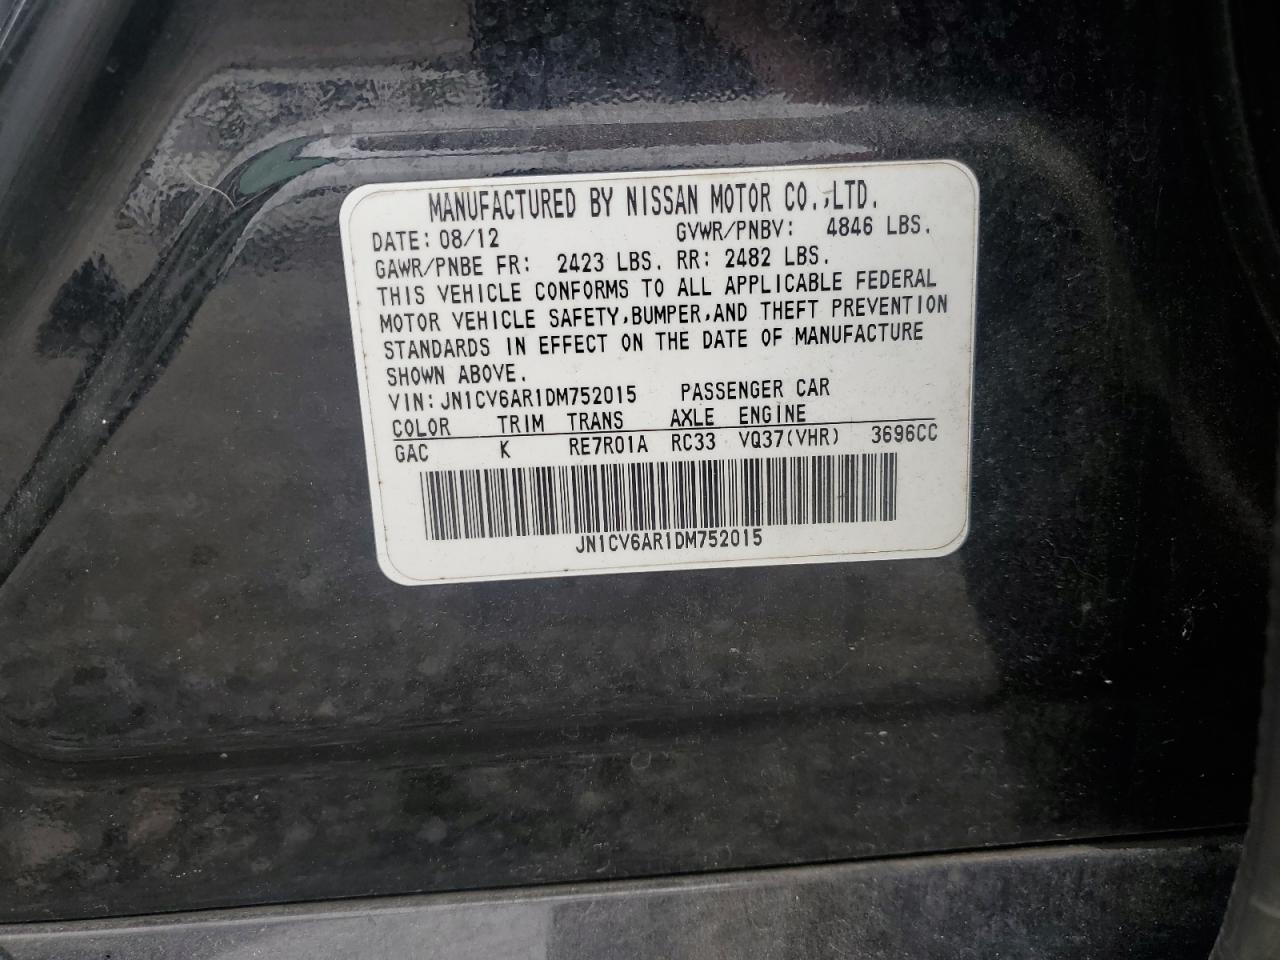 MANUFACTURED BY NISSAN MOTOR CO.,LTD.
DATE: 08/12 GVWR/PNBV: 4846 LBS.
GAWR/PNBE FR: 2423 LBS. RR: 2482 LBS.
THIS VEHICLE CONFORMS TO ALL APPLICABLE FEDERAL
MOTOR VEHICLE SAFETY,BUMPER,AND THEFT PREVENTION
STANDARDS IN EFFECT ON THE DATE OF MANUFACTURE
SHOWN ABOVE.
VIN:JN1CV6AR1DM752015 PASSENGER CAR
COLOR TRIM TRANS AXLE ENGINE
GAC K RE7R01A RC33 VQ37(VHR) 3696CC
JN1CV6AR1DM752015